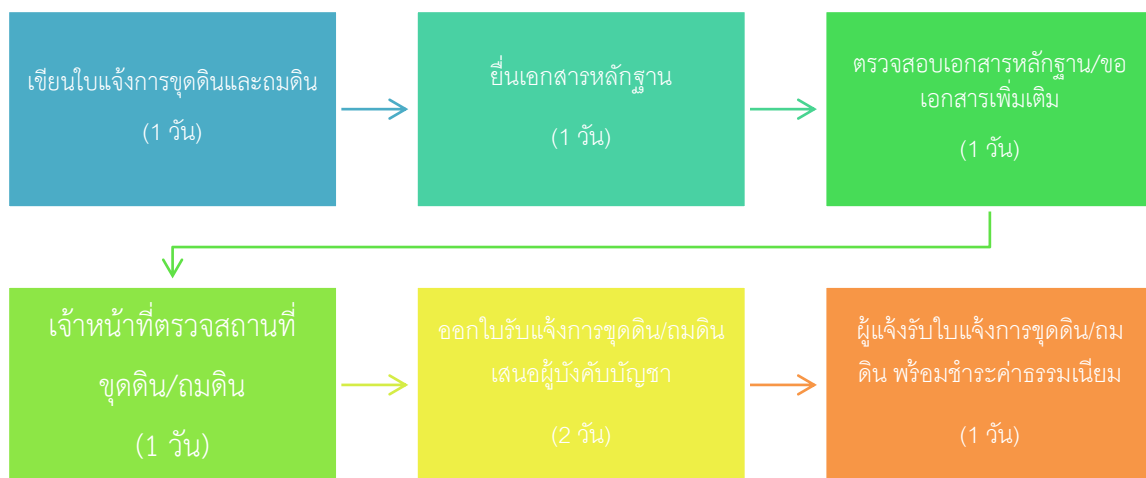 เขียนใบแจ้งการขุดดินและถมดิน
(1 วัน)
ยื่นเอกสารหลักฐาน
(1 วัน)
ตรวจสอบเอกสารหลักฐาน/ขอ
เอกสารเพิ่มเติม
(1 วัน)
เจ้าหน้าที่ตรวจสถานที่
ขุดดิน/ถมดิน
(1 วัน)
ออกใบรับแจ้งการขุดดิน/ถมดิน
เสนอผู้บังคับบัญชา
(2 วัน)
ผู้แจ้งรับใบแจ้งการขุดดิน/ถม
ดิน พร้อมชำระค่าธรรมเนียม
(1 วัน)